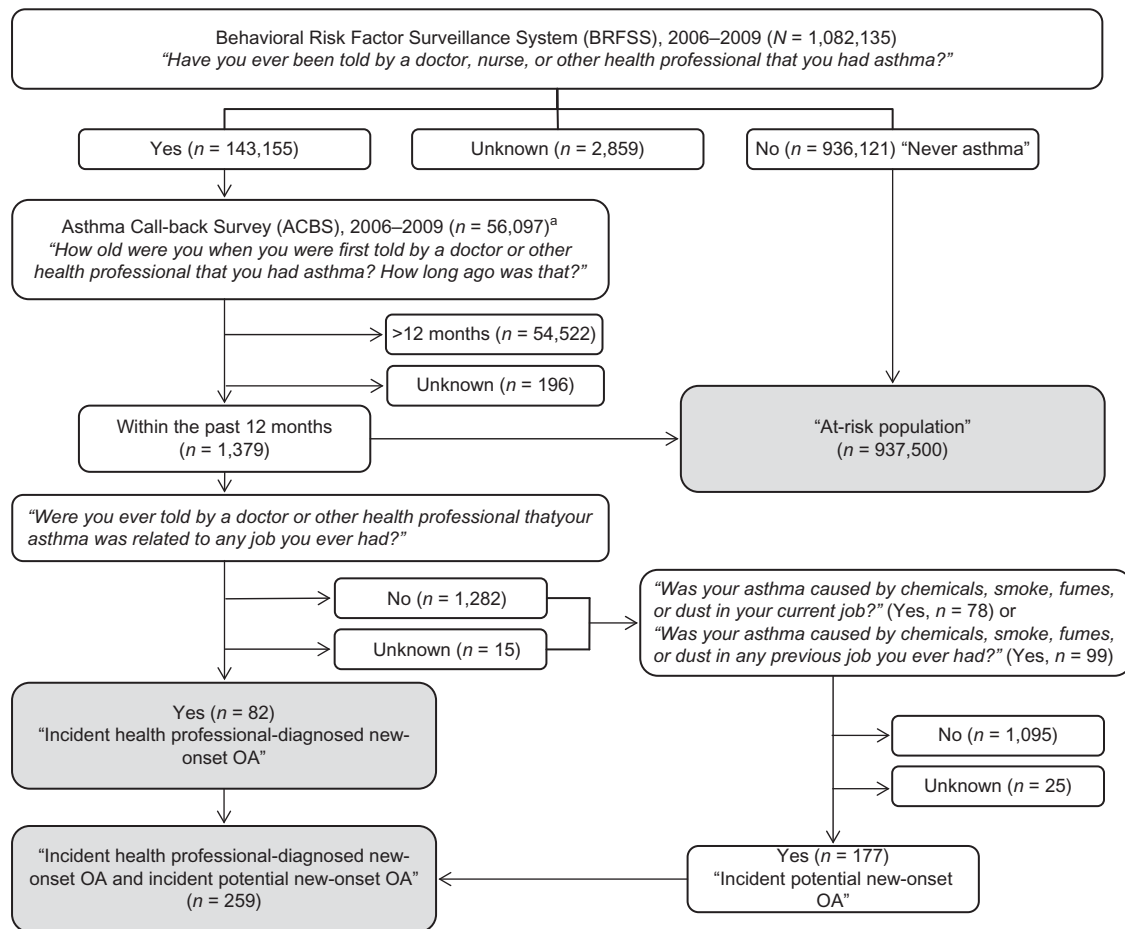 Behavioral Risk Factor Surveillance System (BRFSS), 2006–2009 (N = 1,082,135)
“Have you ever been told by a doctor, nurse, or other health professional that you had asthma?”
Yes (n = 143,155)
Unknown (n = 2,859)
No (n = 936,121) “Never asthma”
Asthma Call-back Survey (ACBS), 2006–2009 (n = 56,097)a
“How old were you when you were first told by a doctor or other
health professional that you had asthma? How long ago was that?”
>12 months (n = 54,522)
Unknown (n = 196)
Within the past 12 months
(n = 1,379)
“At-risk population”
(n = 937,500)
“Were you ever told by a doctor or other health professional thatyour
asthma was related to any job you ever had?”
No (n = 1,282)
Unknown (n = 15)
“Was your asthma caused by chemicals, smoke, fumes,
or dust in your current job?” (Yes, n = 78) or
“Was your asthma caused by chemicals, smoke, fumes,
or dust in any previous job you ever had?” (Yes, n = 99)
Yes (n = 82)
“Incident health professional-diagnosed new-
onset OA”
No (n = 1,095)
Unknown (n = 25)
“Incident health professional-diagnosed new-
onset OA and incident potential new-onset OA”
(n = 259)
Yes (n = 177)
“Incident potential new-onset
OA”